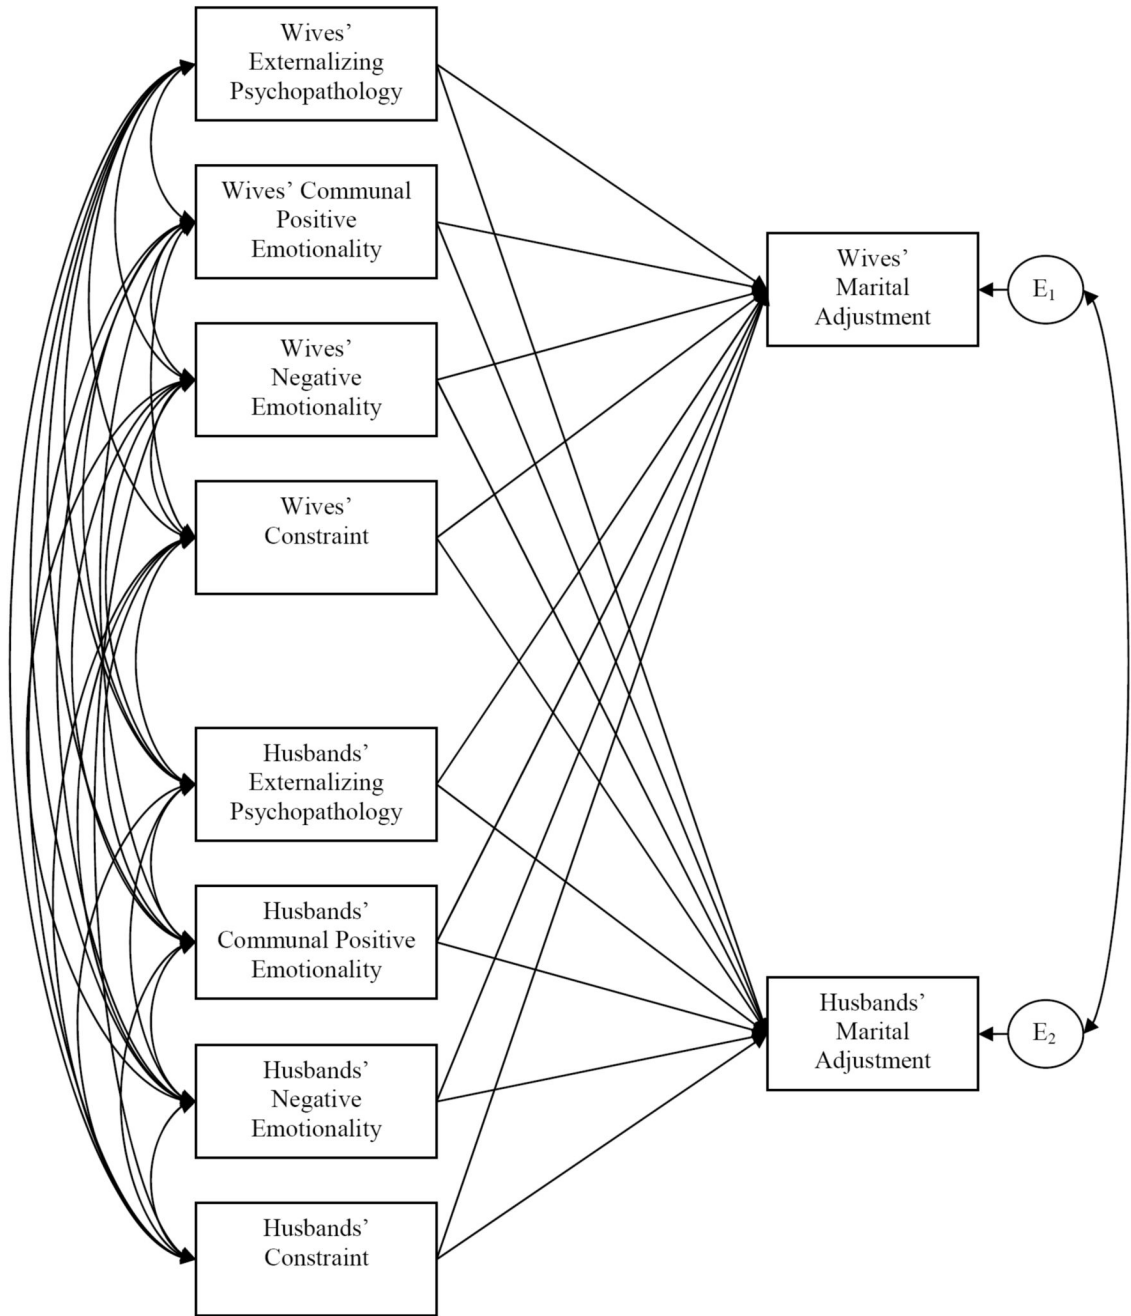 Wives’
Externalizing
Psychopathology
Wives’ Communal
Positive
Emotionality
Wives’
Negative
Emotionality
Wives’
Constraint
Husbands’
Externalizing
Psychopathology
Husbands’
Communal Positive
Emotionality
Husbands’
Negative
Emotionality
Husbands’
Constraint
Wives’
Marital
Adjustment
E₁
Husbands’
Marital
Adjustment
E₂